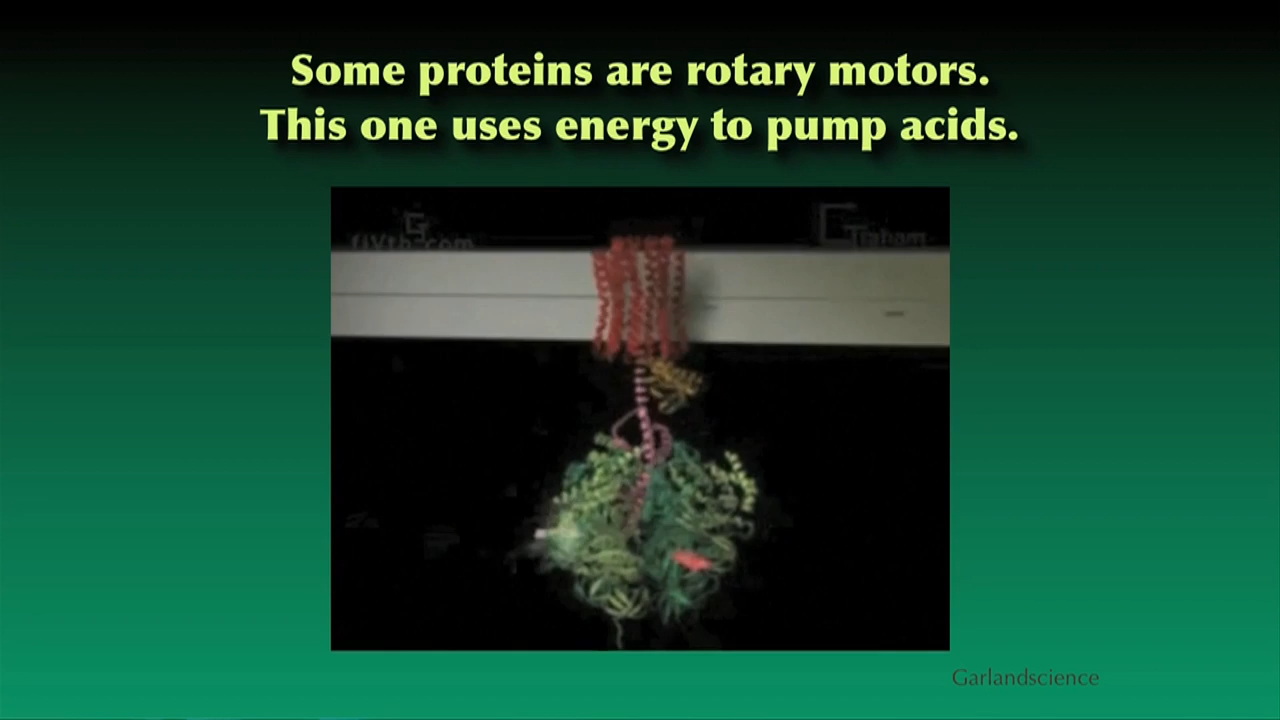 Some proteins are rotary motors.
This one uses energy to pump acids.
Garlandscience